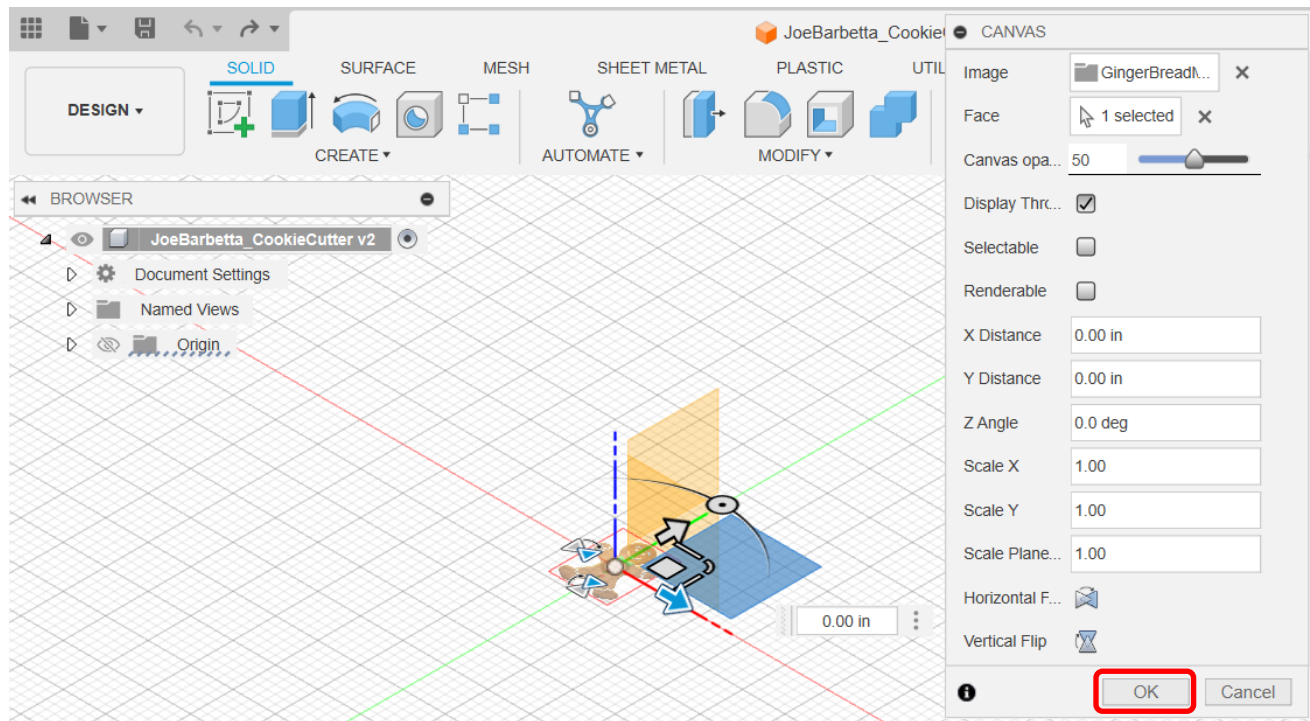 JoeBarbetta_Cookie
CANVAS
SOLID SURFACE MESH SHEET METAL PLASTIC UTIL
DESIGN
CREATE AUTOMATE MODIFY
BROWSER
JoeBarbetta_CookieCutter v2
Document Settings
Named Views
Origin
Image GingerBread\...
Face 1 selected
Canvas opa... 50
Display Thr...
Selectable
Renderable
X Distance 0.00 in
Y Distance 0.00 in
Z Angle 0.0 deg
Scale X 1.00
Scale Y 1.00
Scale Plane... 1.00
Horizontal F...
0.00 in
Vertical Flip
OK Cancel